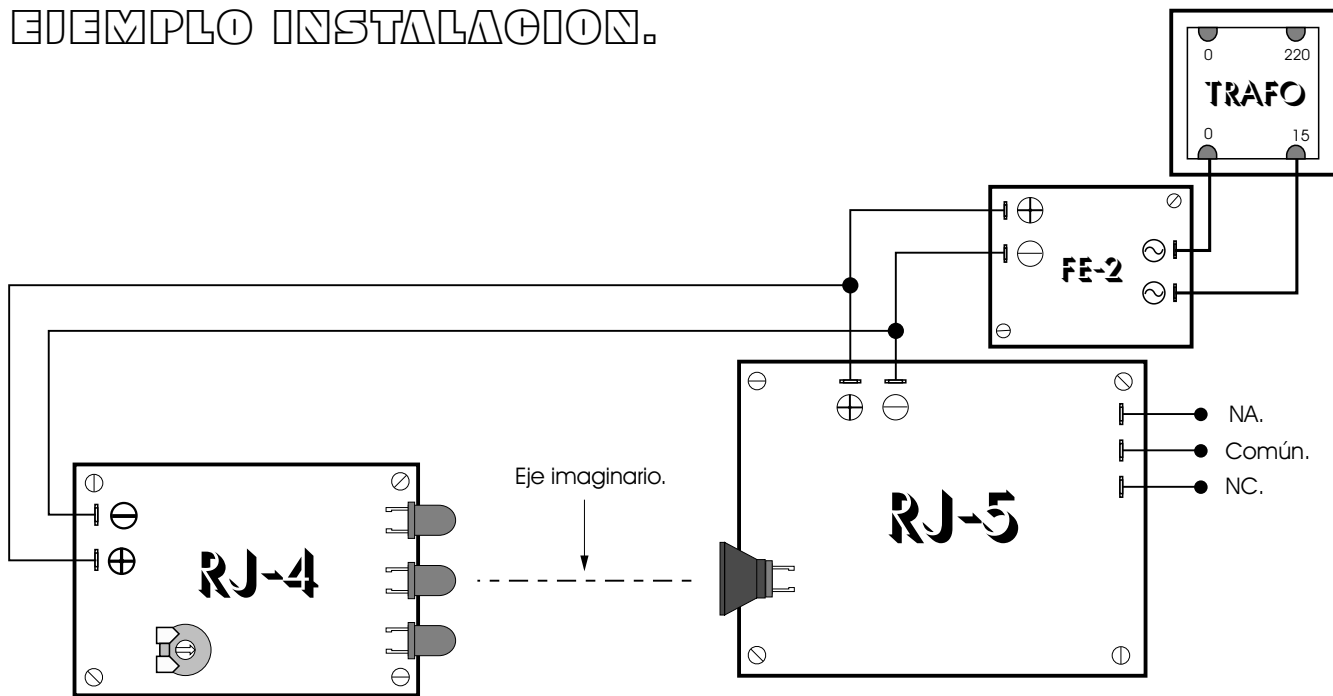 EJEMPLO INSTALACION.
0 220
TRAFO
0 15
FE-2
NA.
Común.
NC.
Eje imaginario.
RJ-5
RJ-4